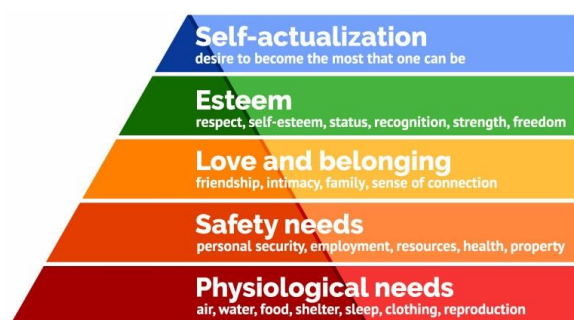 Self-actualization
desire to become the most that one can be
Esteem
respect, self-esteem, status, recognition, strength, freedom
Love and belonging
friendship, intimacy, family, sense of connection
Safety needs
personal security, employment, resources, health, property
Physiological needs
air, water, food, shelter, sleep, clothing, reproduction